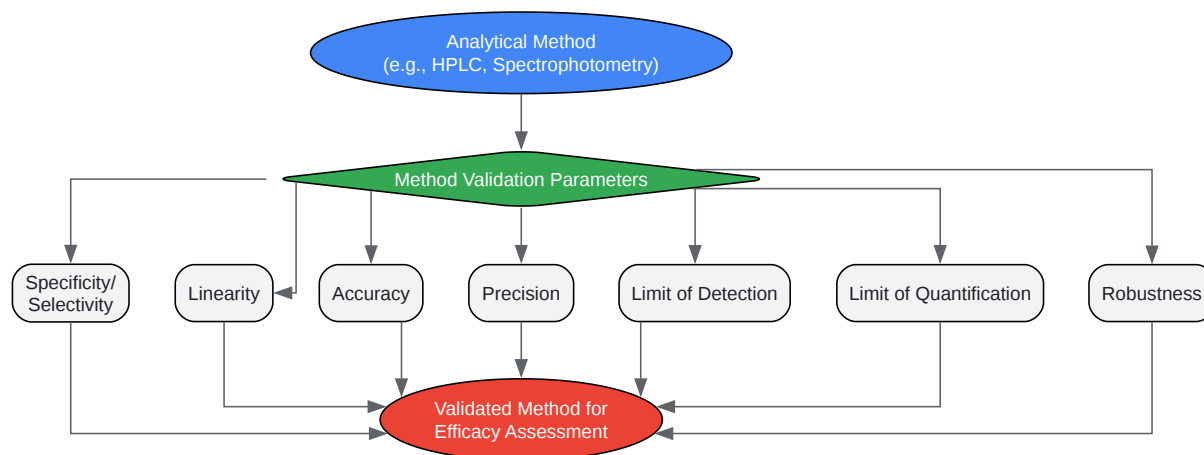 Analytical Method
(e.g., HPLC, Spectrophotometry)
Method Validation Parameters
Specificity/
Selectivity
Linearity
Accuracy
Precision
Limit of Detection
Limit of Quantification
Robustness
Validated Method for
Efficacy Assessment